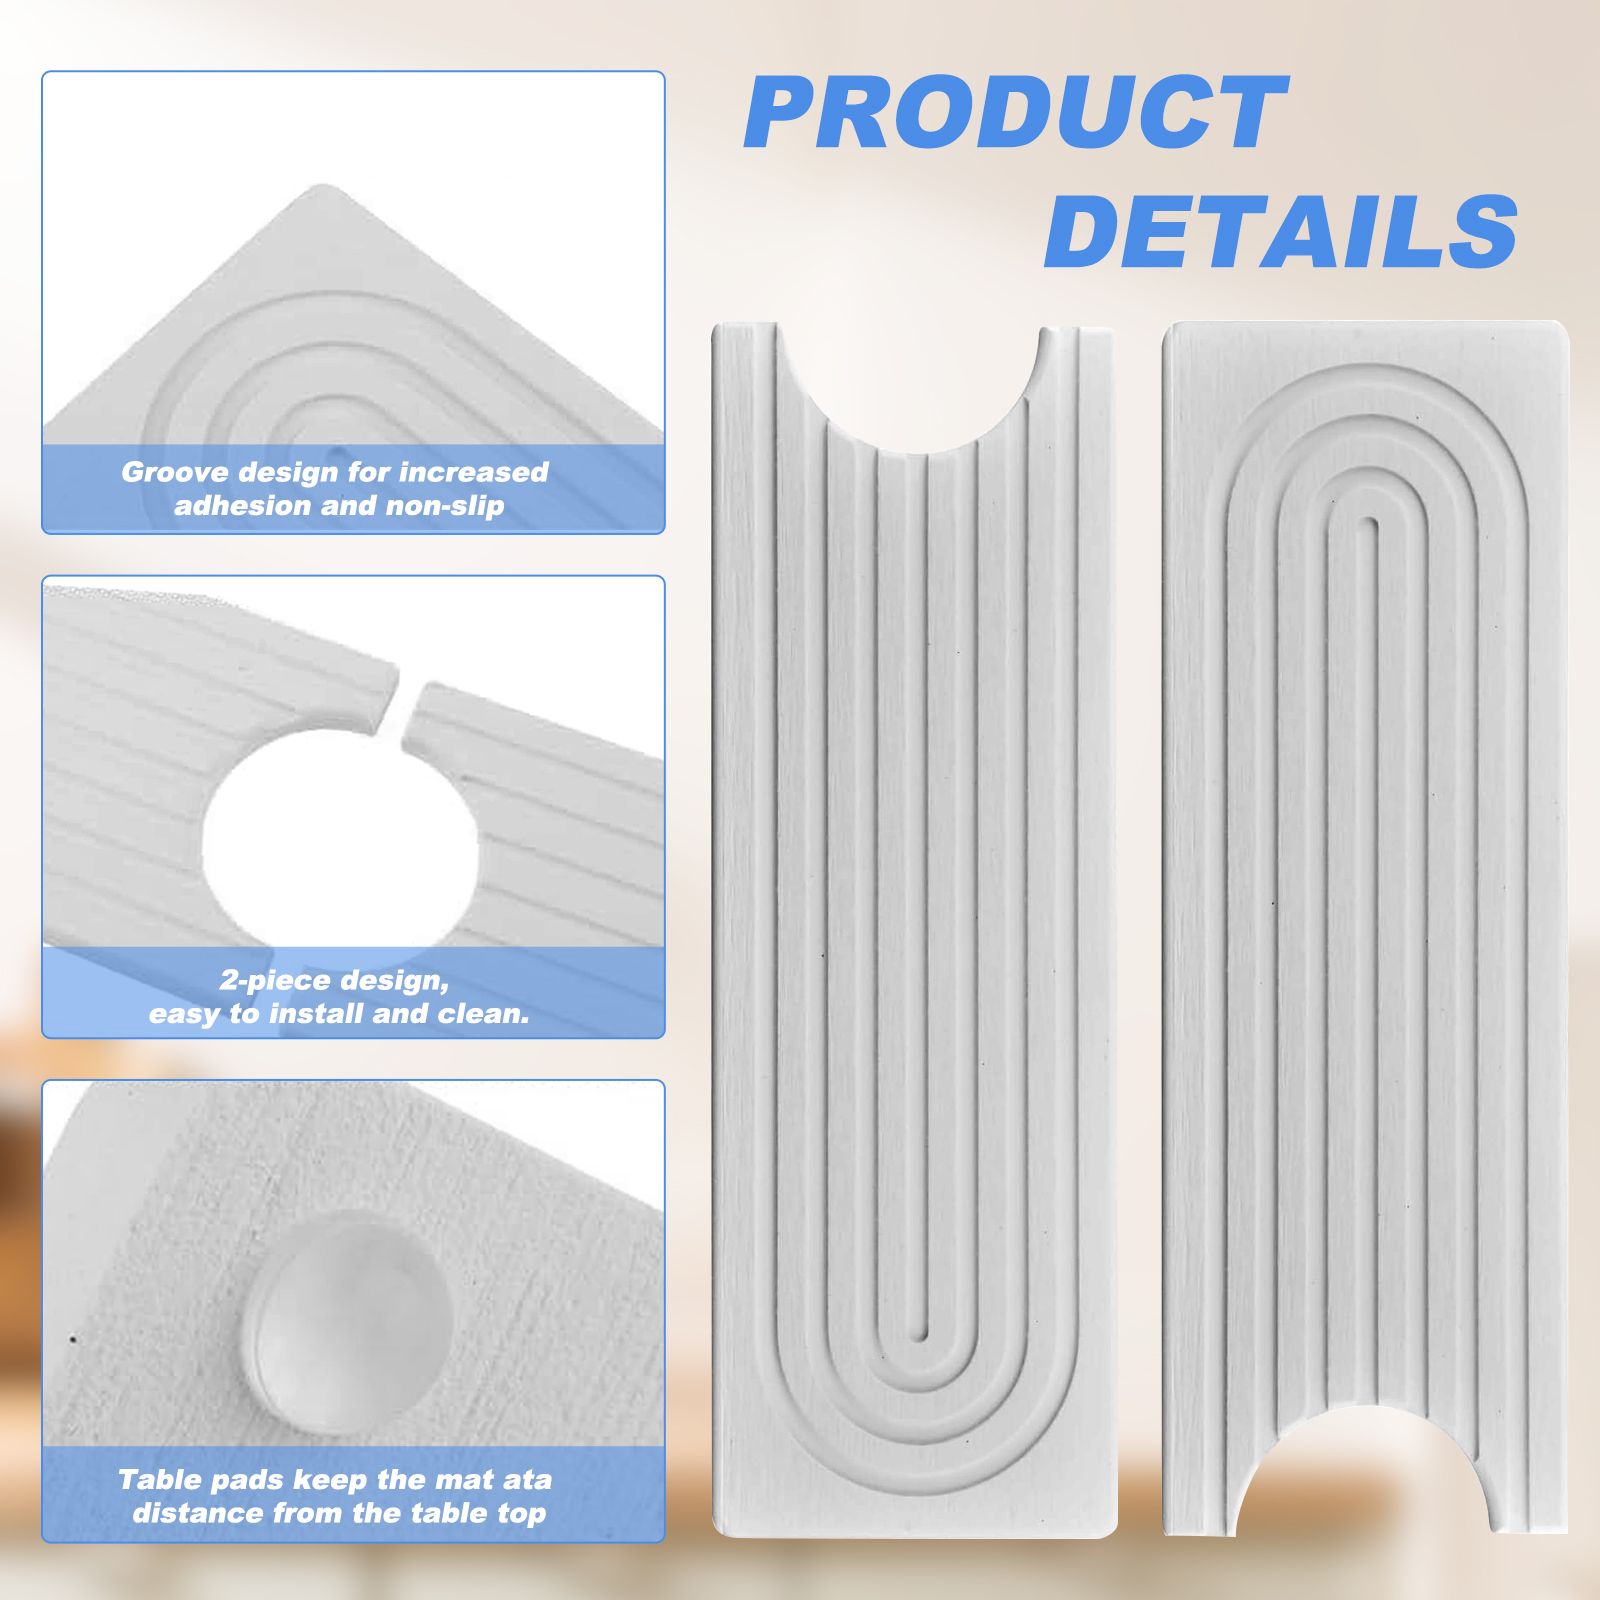 PRODUCT
DETAILS
Groove design for increased
adhesion and non-slip
2-piece design,
easy to install and clean.
Table pads keep the mat ata
distance from the table top